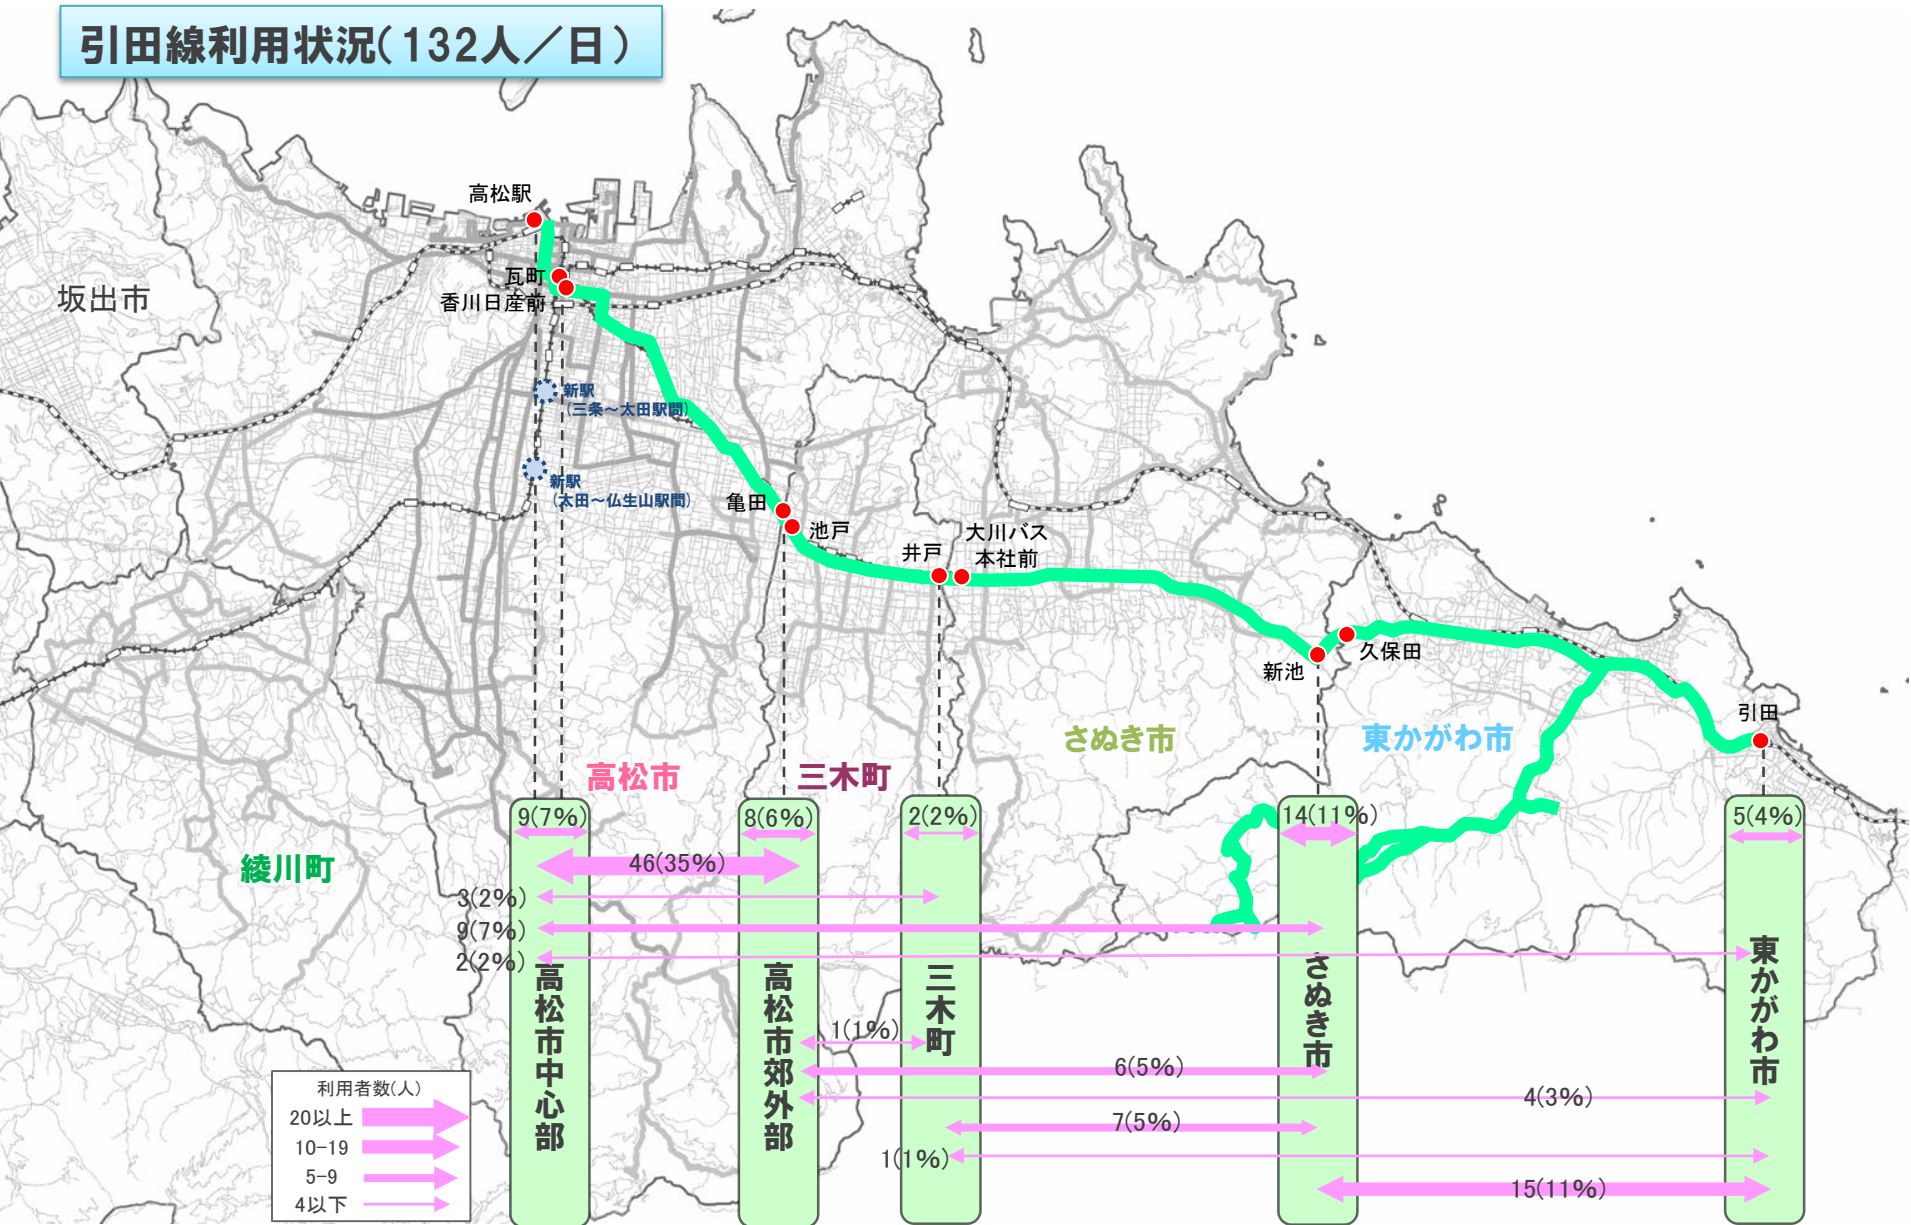 引田線利用状況(132人／日)
高松駅
瓦町
香川日産前
坂出市
新駅
(三条～太田駅間)
新駅
(太田～仏生山駅間)
亀田
池戸
井戸
大川バス
本社前
新池
久保田
引田
さぬき市
東かがわ市
高松市
三木町
綾川町
9(7%)
8(6%)
2(2%)
14(11%)
5(4%)
46(35%)
3(2%)
9(7%)
2(2%)
高松市中心部
高松市郊外部
三木町
さぬき市
東かがわ市
1(1%)
6(5%)
4(3%)
7(5%)
1(1%)
15(11%)
利用者数(人)
20以上
10-19
5-9
4以下